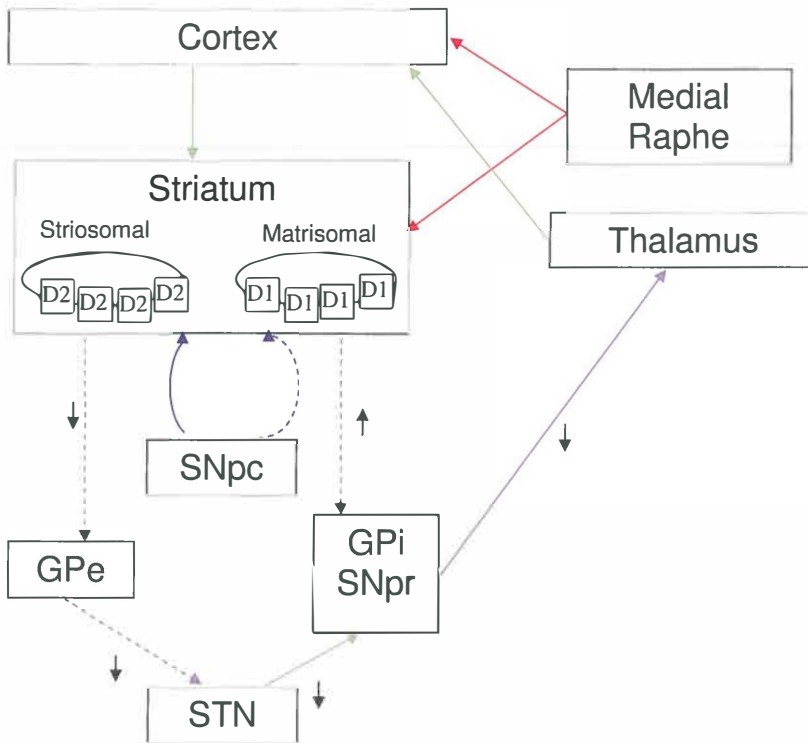 Cortex
Medial
Raphe
Striatum
Striosomal
Matrisomal
Thalamus
D2 D2 D2 D2
D1 D1 D1 D1
SNpc
GPe
GPi
SNpr
STN